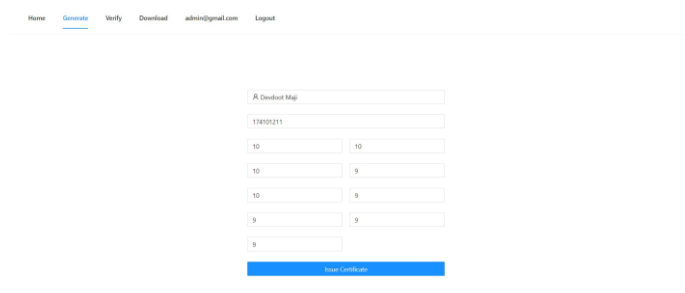 Home Generate Verify Download admin@gmail.com Logout
Devdoot Maji
174101211
10 10
10 9
10 9
9 9
9
Issue Certificate